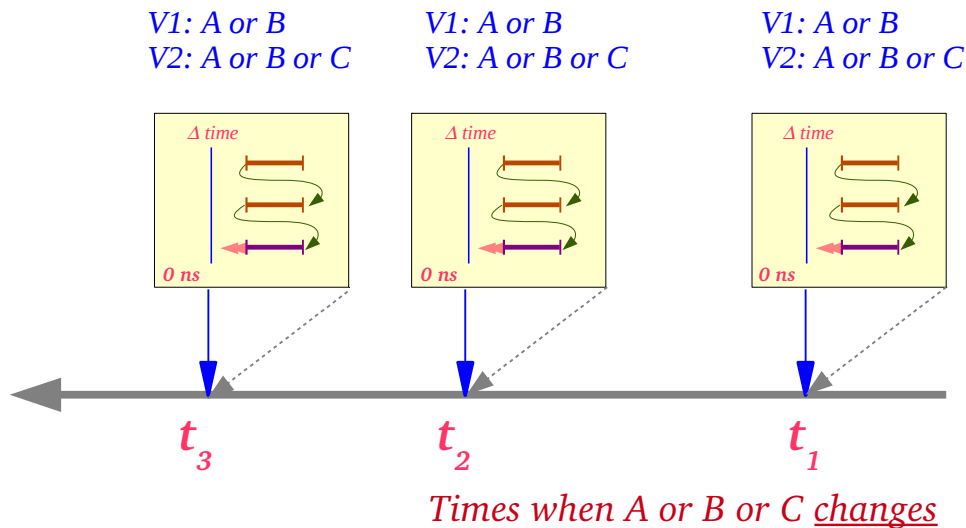 V1: A or B
V2: A or B or C
V1: A or B
V2: A or B or C
V1: A or B
V2: A or B or C
Δ time
0 ns
Δ time
0 ns
Δ time
0 ns
t3
t2
t1
Times when A or B or C changes